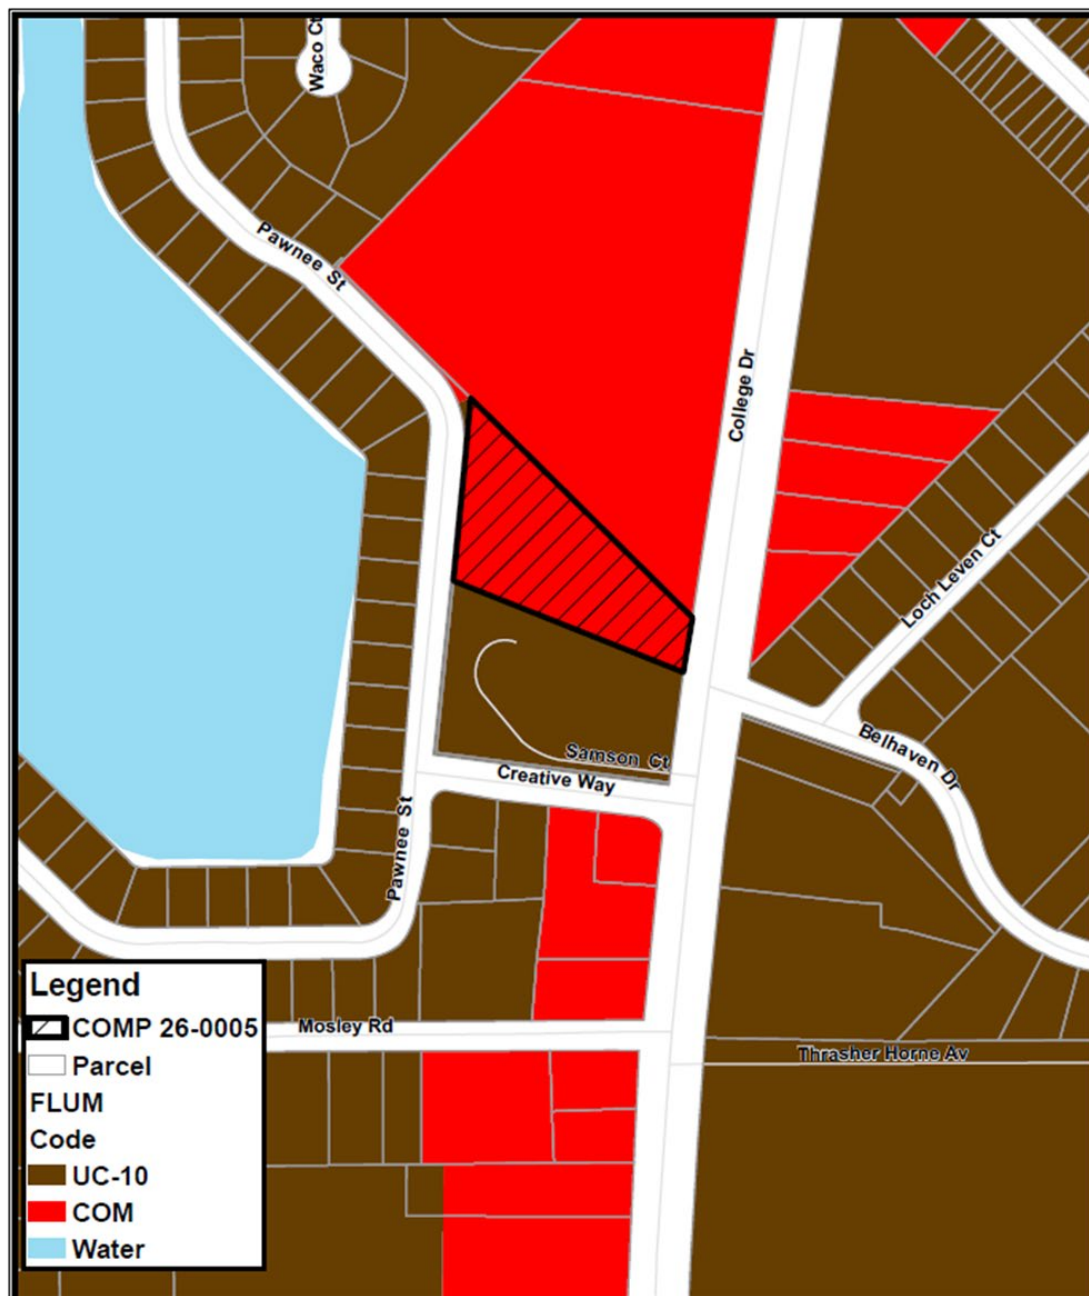 Waco Ct
Pawnee St
College Dr
Loch Leven Ct
Belhaven Dr
Samson Ct
Creative Way
Pawnee St
Mosley Rd
Thrasher Horne Av
Legend
COMP 26-0005
Parcel
FLUM
Code
UC-10
COM
Water